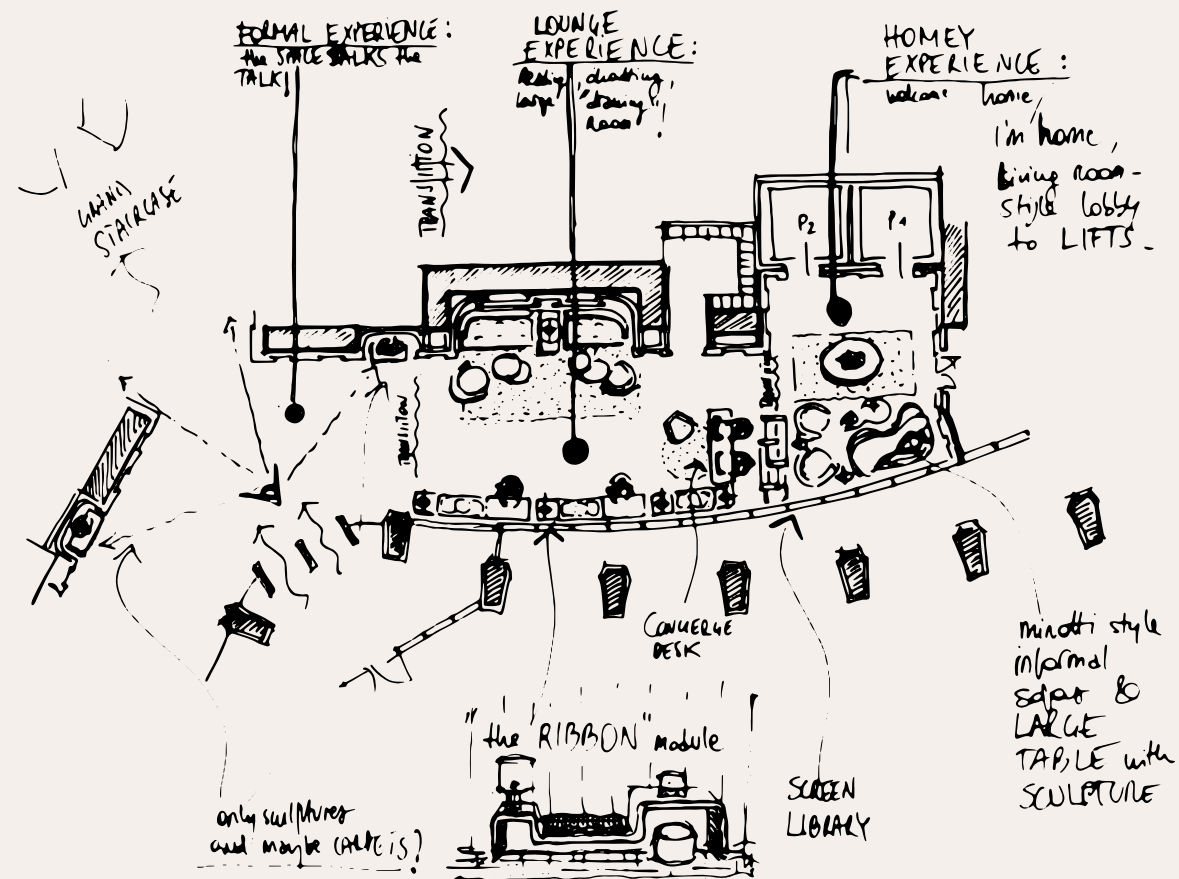 FORMAL EXPERIENCE:
the SPACE TALKS the
TALK!
LOUNGE
EXPERIENCE:
chatting,
large "drawing"
Room!
HOMEY
EXPERIENCE:
welcome home,
I'm home,
living room-
style lobby
to LIFTS-
TRANSITION
STAIRCASE
P2
P1
TRANSITION
CONCIERGE
DESK
"the RIBBON" module
SCREEN
LIBRARY
only sculptures
and maybe
minotti style
informal
sofas &
LARGE
TABLE with
SCULPTURE